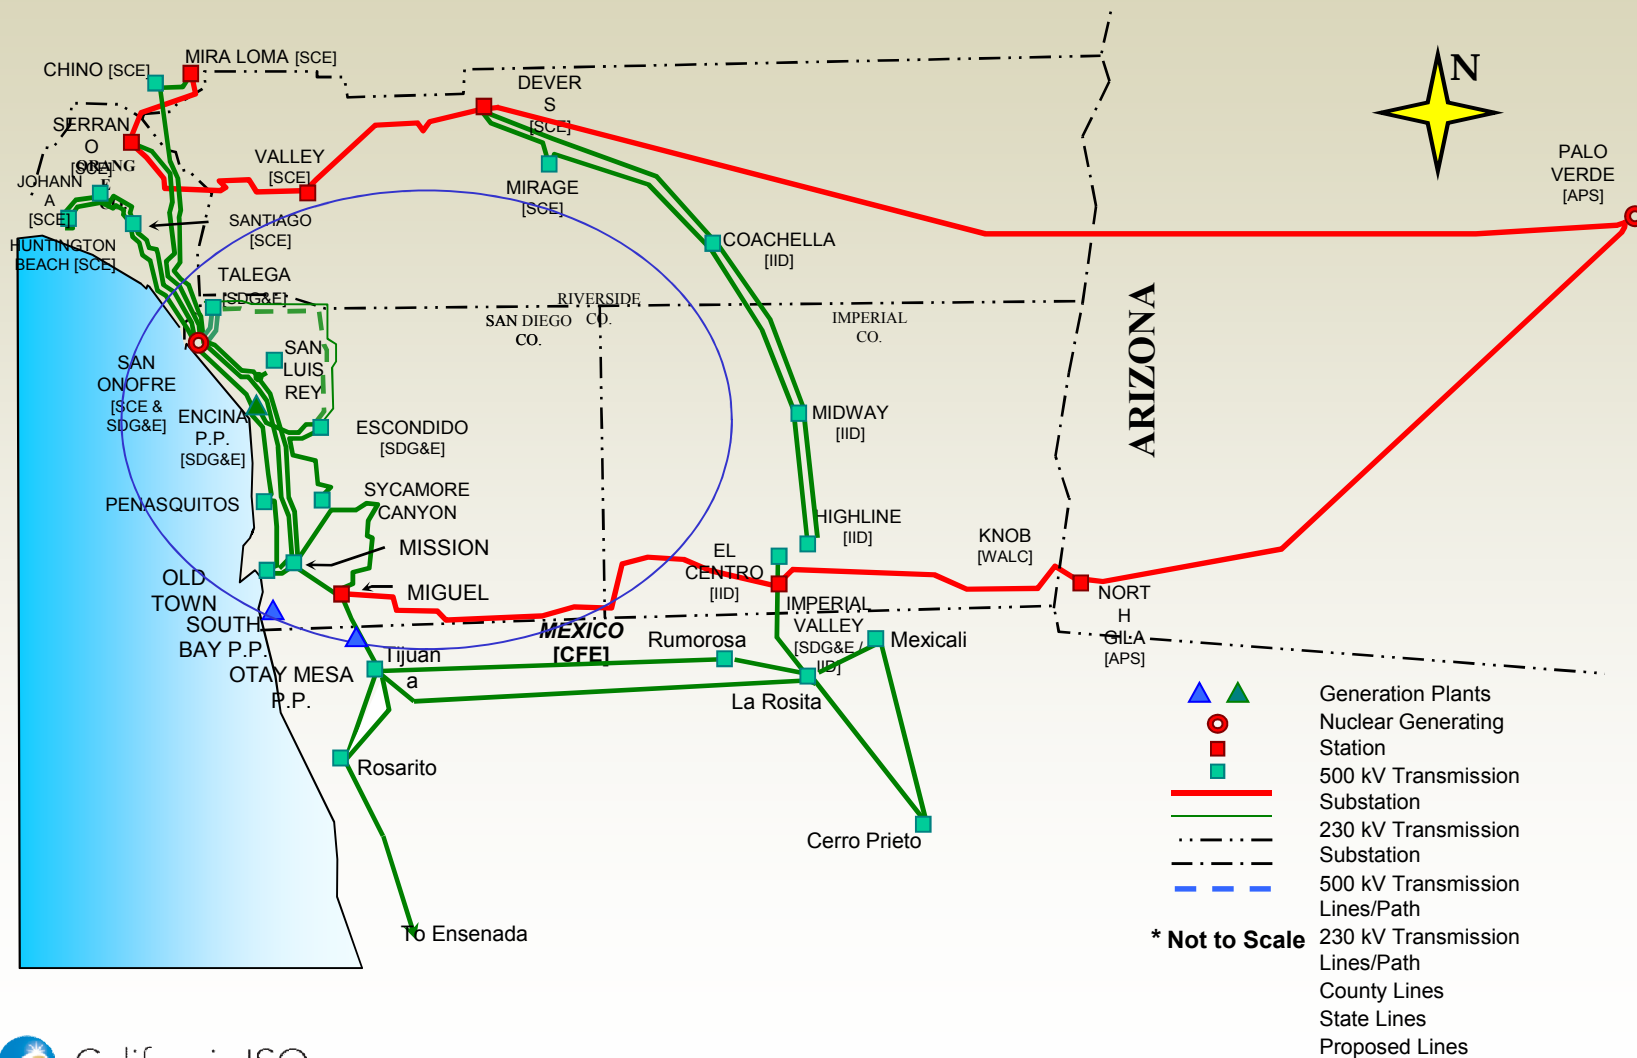 MIRA LOMA [SCE]
CHINO [SCE]
N
DEVER
S
[SCE]
SERRAN
O
[SCE]
ORANG
E
VALLEY
[SCE]
PALO
VERDE
[APS]
JOHANN
A
[SCE]
MIRAGE
[SCE]
SANTIAGO
[SCE]
HUNTINGTON
BEACH [SCE]
COACHELLA
[IID]
TALEGA
[SDG&E]
RIVERSIDE
CO.
SAN DIEGO
CO.
IMPERIAL
CO.
ARIZONA
SAN
ONOFRE
[SCE &
SDG&E]
SAN
LUIS
REY
ENCINA
P.P.
[SDG&E]
ESCONDIDO
[SDG&E]
MIDWAY
[IID]
PENASQUITOS
SYCAMORE
CANYON
HIGHLINE
[IID]
KNOB
[WALC]
MISSION
EL
CENTRO
[IID]
OLD
TOWN
MIGUEL
IMPERIAL
VALLEY
[SDG&E /
IID]
NORT
H
GILA
[APS]
SOUTH
BAY P.P.
MEXICO
[CFE]
Rumorosa
Mexicali
OTAY MESA
P.P.
Tijuan
a
La Rosita
Rosarito
Cerro Prieto
To Ensenada
Generation Plants
Nuclear Generating
Station
500 kV Transmission
Substation
230 kV Transmission
Substation
500 kV Transmission
Lines/Path
* Not to Scale
230 kV Transmission
Lines/Path
County Lines
State Lines
Proposed Lines
California ISO